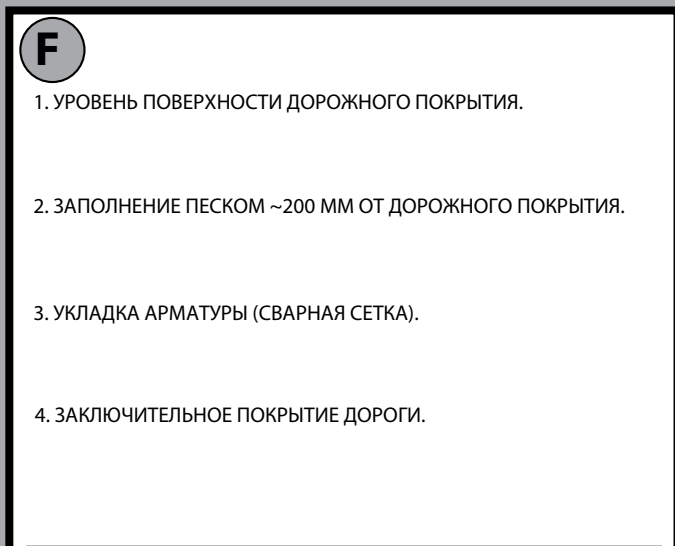 F
1. УРОВЕНЬ ПОВЕРХНОСТИ ДОРОЖНОГО ПОКРЫТИЯ.
2. ЗАПОЛНЕНИЕ ПЕСКОМ ~200 ММ ОТ ДОРОЖНОГО ПОКРЫТИЯ.
3. УКЛАДКА АРМАТУРЫ (СВАРНАЯ СЕТКА).
4. ЗАКЛЮЧИТЕЛЬНОЕ ПОКРЫТИЕ ДОРОГИ.